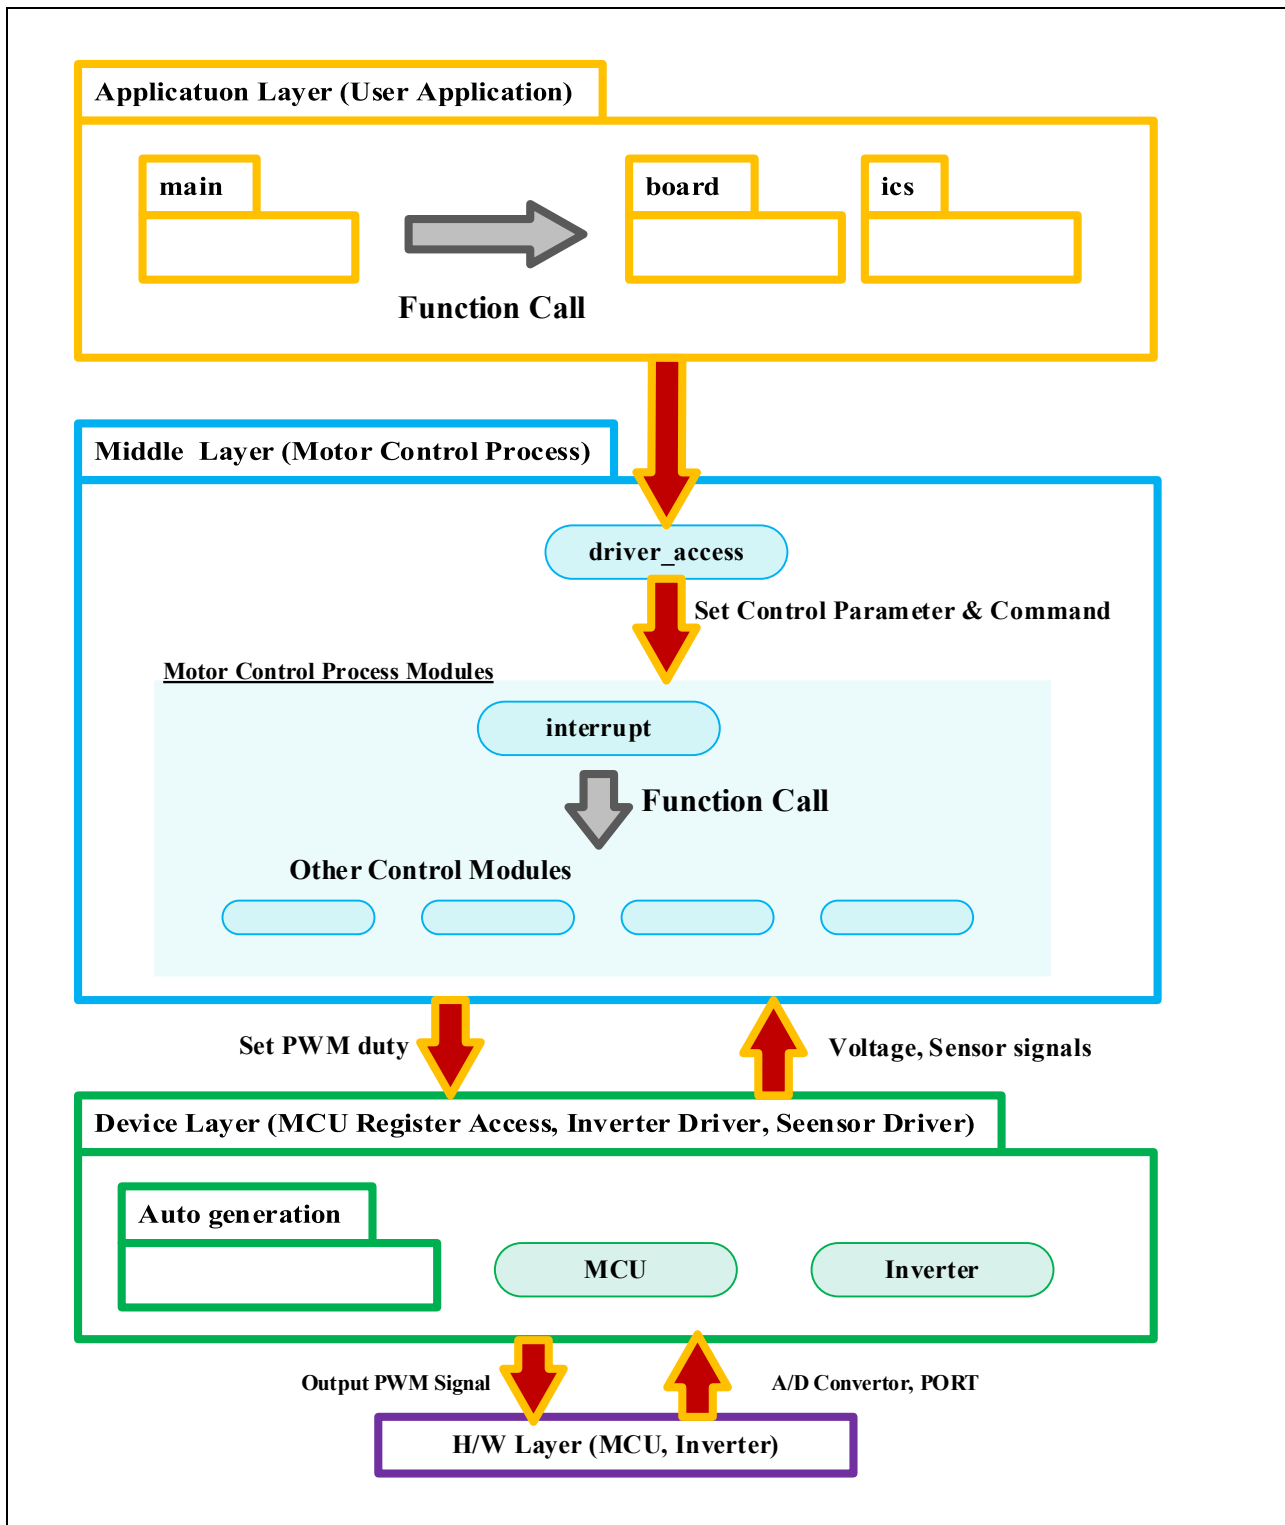 Applicatuon Layer (User Application)
main
board
ics
Function Call
Middle  Layer (Motor Control Process)
driver_access
Set Control Parameter & Command
Motor Control Process Modules
interrupt
Function Call
Other Control Modules
Set PWM duty
Voltage, Sensor signals
Device Layer (MCU Register Access, Inverter Driver, Seensor Driver)
Auto generation
MCU
Inverter
Output PWM Signal
A/D Convertor, PORT
H/W Layer (MCU, Inverter)